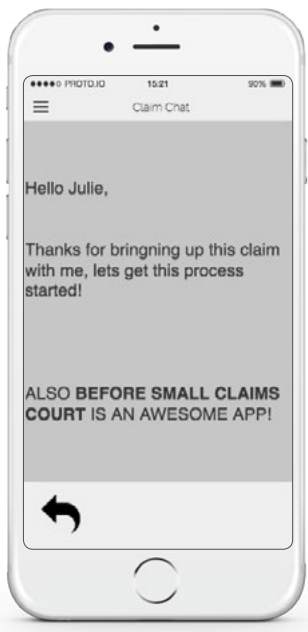 PROTO.IO 15:21 90%
Claim Chat
Hello Julie,
Thanks for bringning up this claim
with me, lets get this process
started!
ALSO BEFORE SMALL CLAIMS
COURT IS AN AWESOME APP!